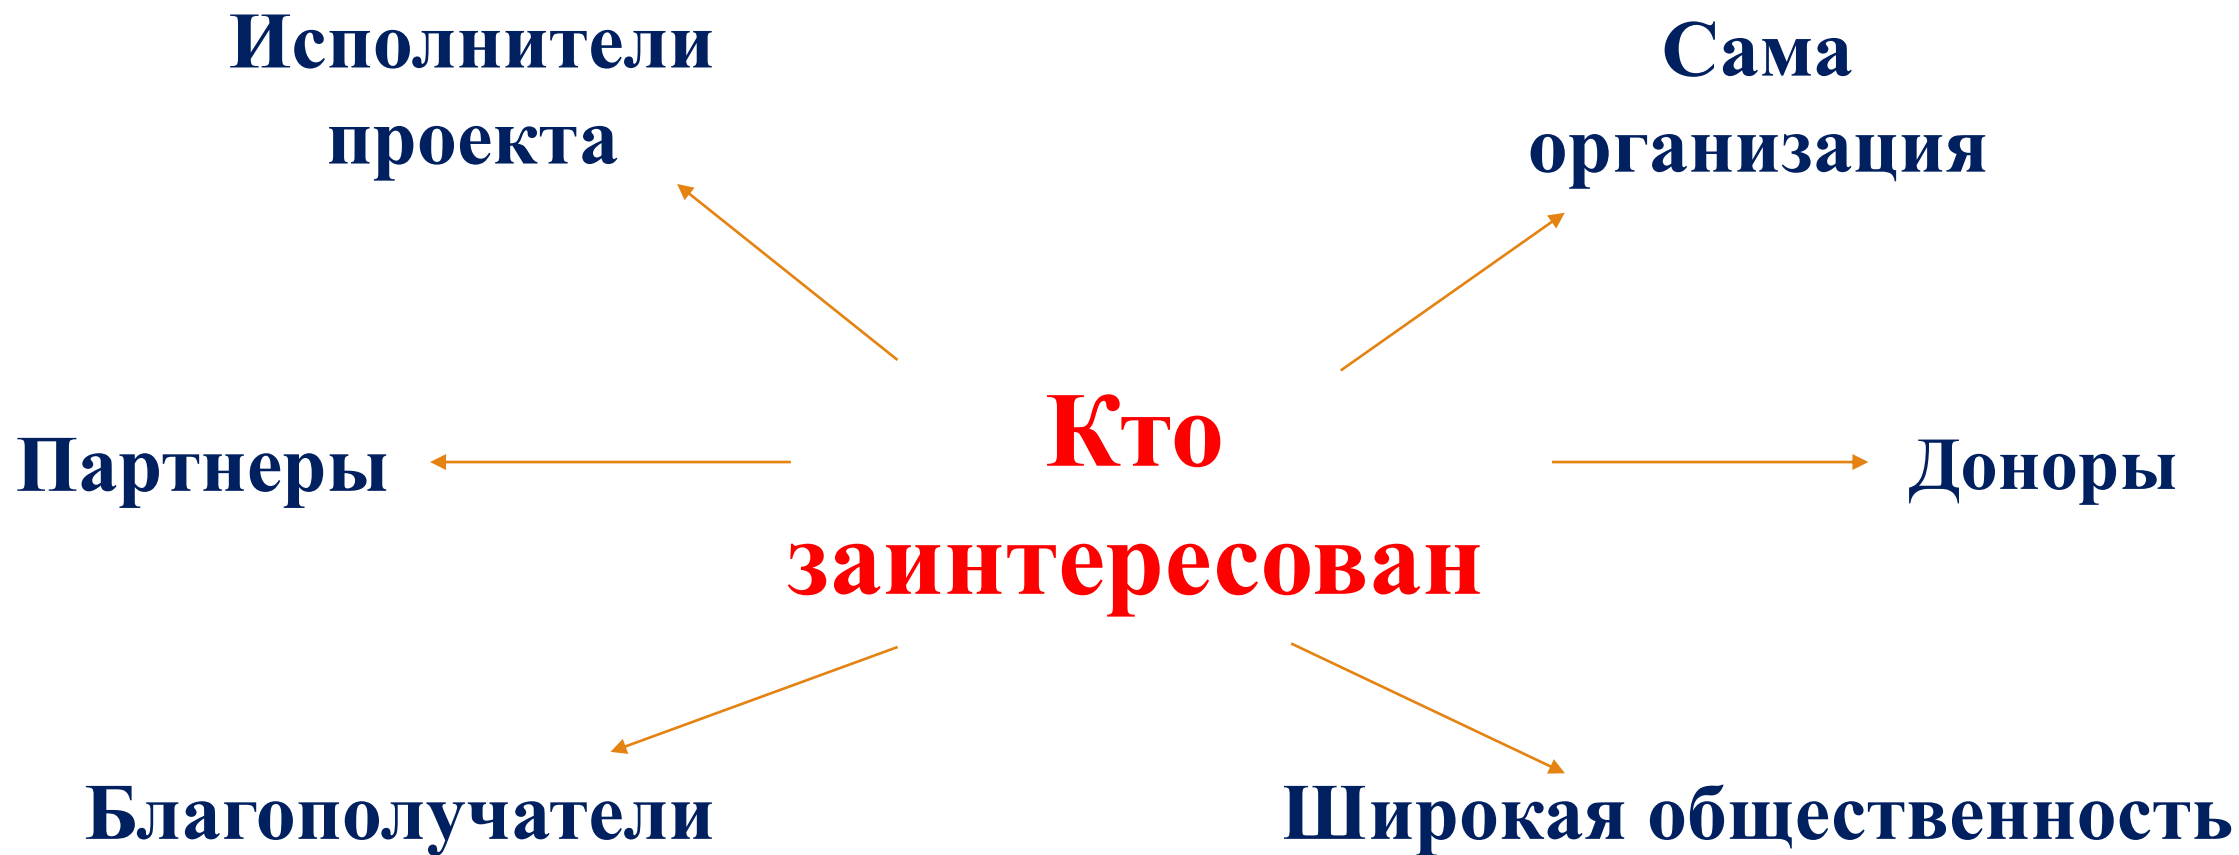 Исполнители
проекта
Сама
организация
Кто
заинтересован
Партнеры
Доноры
Благополучатели
Широкая общественность